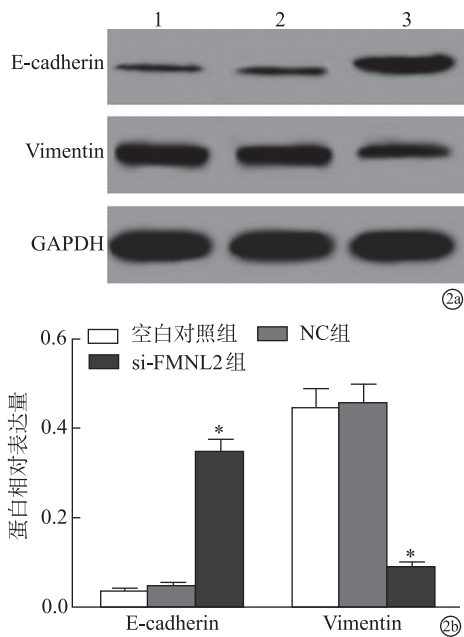 1 2 3
E-cadherin
Vimentin
GAPDH
2a
0.6
空白对照组 NC组
si-FMNL2组
蛋白相对表达量
0.4
*
0.2
*
0.0
E-cadherin Vimentin
2b